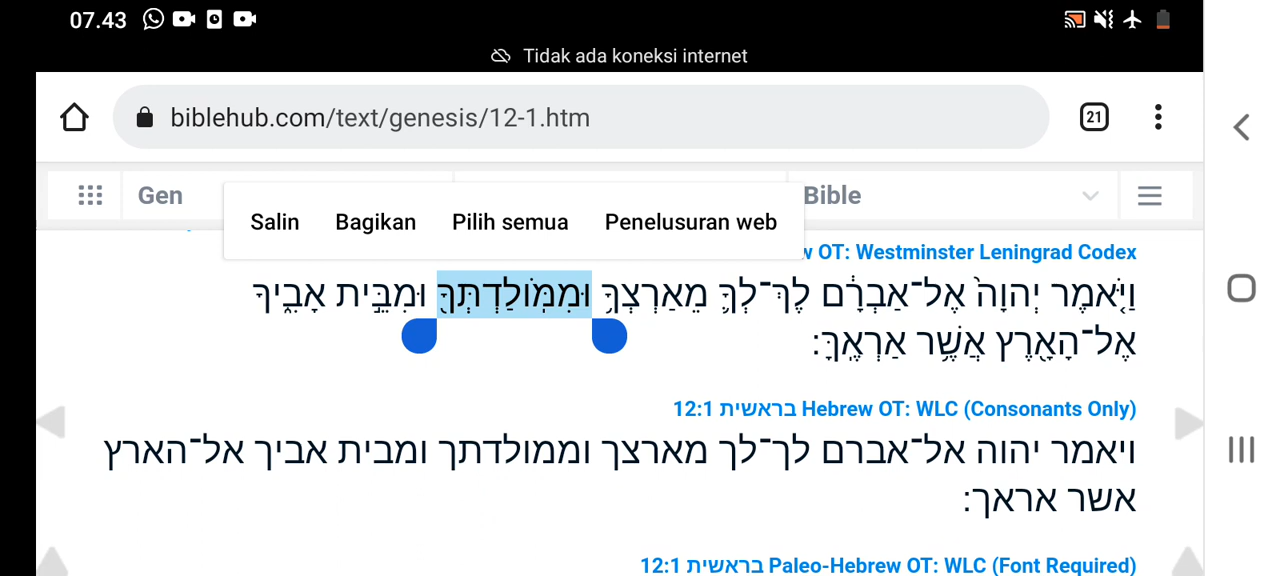 07.43
Tidak ada koneksi internet
biblehub.com/text/genesis/12-1.htm
21
Gen
Bible
Salin Bagikan Pilih semua Penelusuran web
OT: Westminster Leningrad Codex
וַיֹּ֤אמֶר יְהוָה֙ אֶל־אַבְרָ֔ם לֶךְ־לְךָ֛ מֵאַרְצְךָ֥ וּמִמּֽוֹלַדְתְּךָ֖ וּמִבֵּ֣ית אָבִ֑יךָ
אֶל־הָאָ֖רֶץ אֲשֶׁ֥ר אַרְאֶֽךָּ׃
בראשית 12:1 Hebrew OT: WLC (Consonants Only)
ויאמר יהוה אל־אברם לך־לך מארצך וממולדתך ומבית אביך אל־הארץ
אשר אראך׃
בראשית 12:1 Paleo-Hebrew OT: WLC (Font Required)